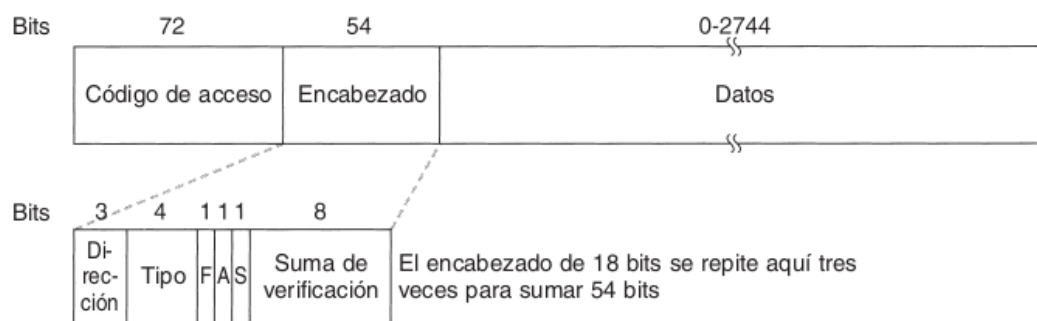 Bits 72 54 0-2744
Código de acceso Encabezado Datos
Bits 3 4 1 1 1 8
Di-
rec-
ción
Tipo F A S
Suma de
verificación
El encabezado de 18 bits se repite aquí tres
veces para sumar 54 bits